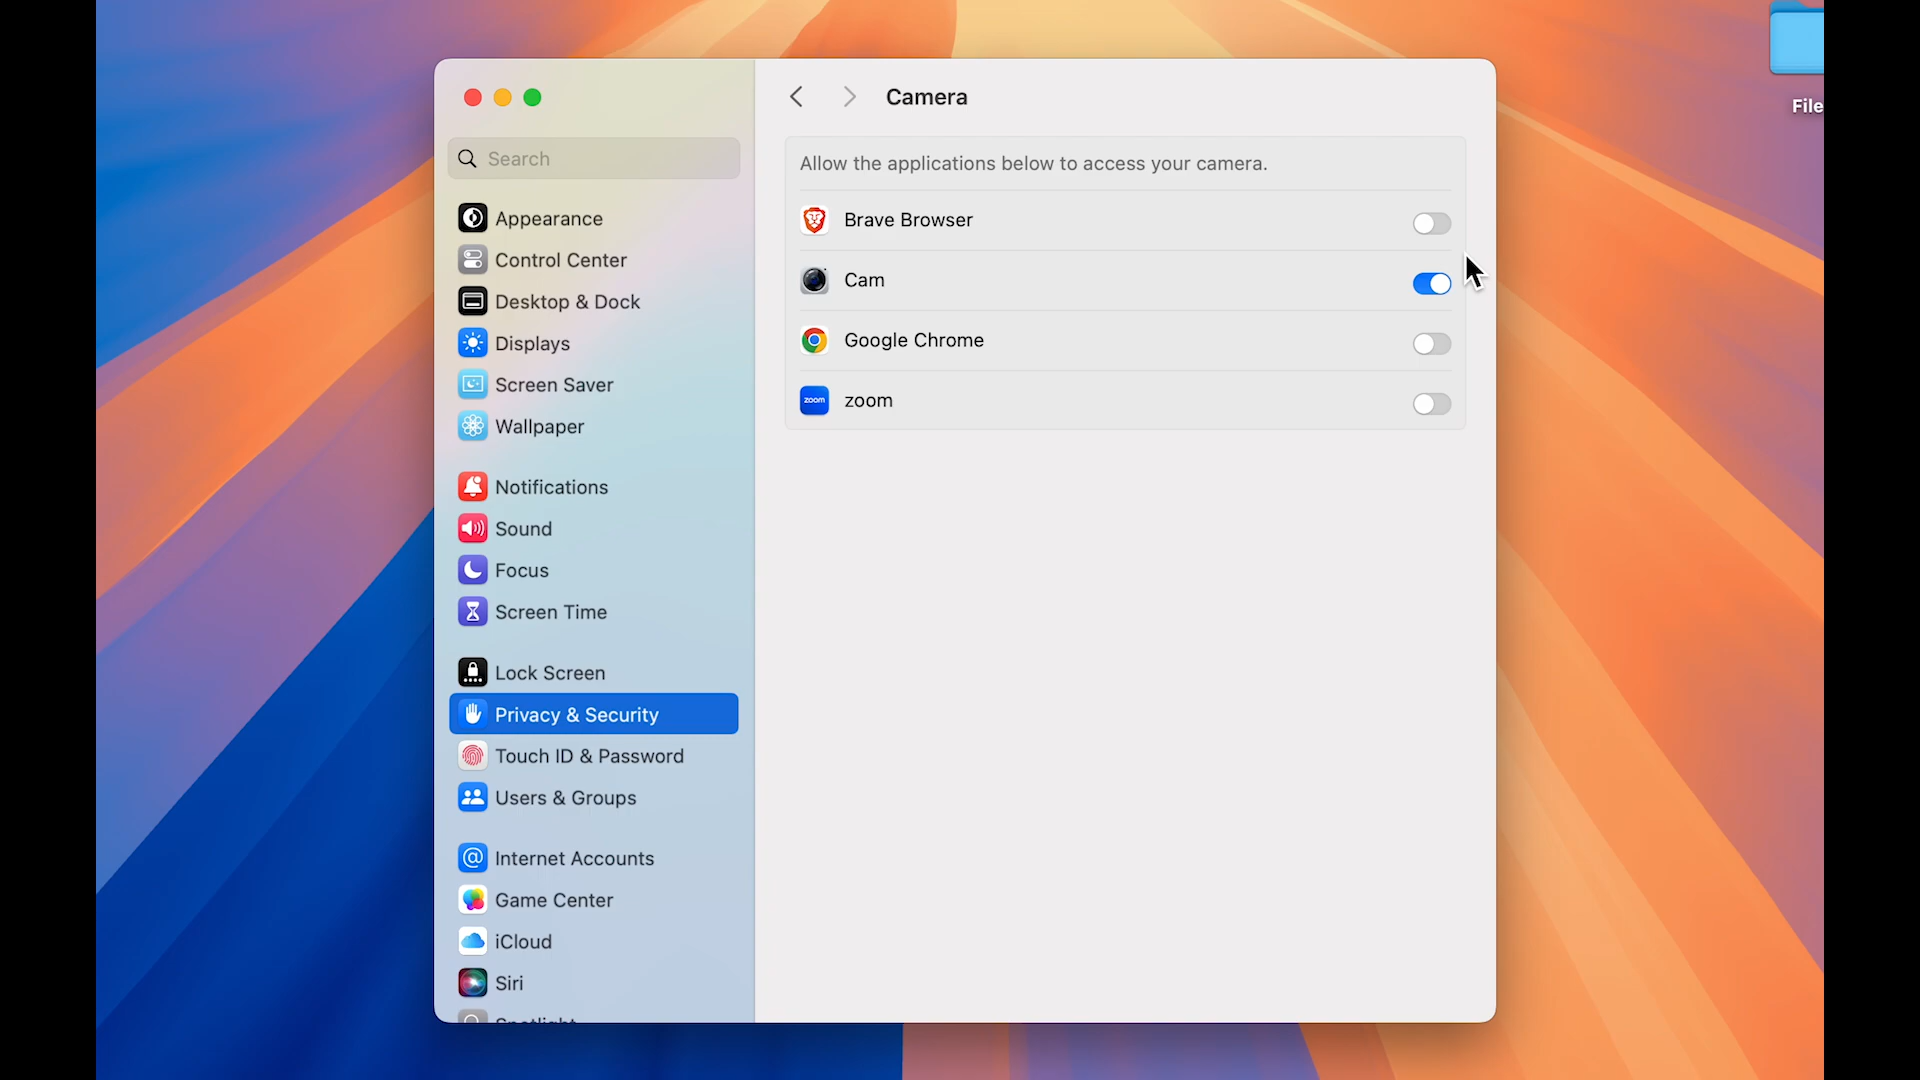 File
Camera
Search
Allow the applications below to access your camera.
Brave Browser
Cam
Google Chrome
zoom
zoom
Appearance
Control Center
Desktop & Dock
Displays
Screen Saver
Wallpaper
Notifications
Sound
Focus
Screen Time
Lock Screen
Privacy & Security
Touch ID & Password
Users & Groups
Internet Accounts
Game Center
iCloud
Siri
Spotlight